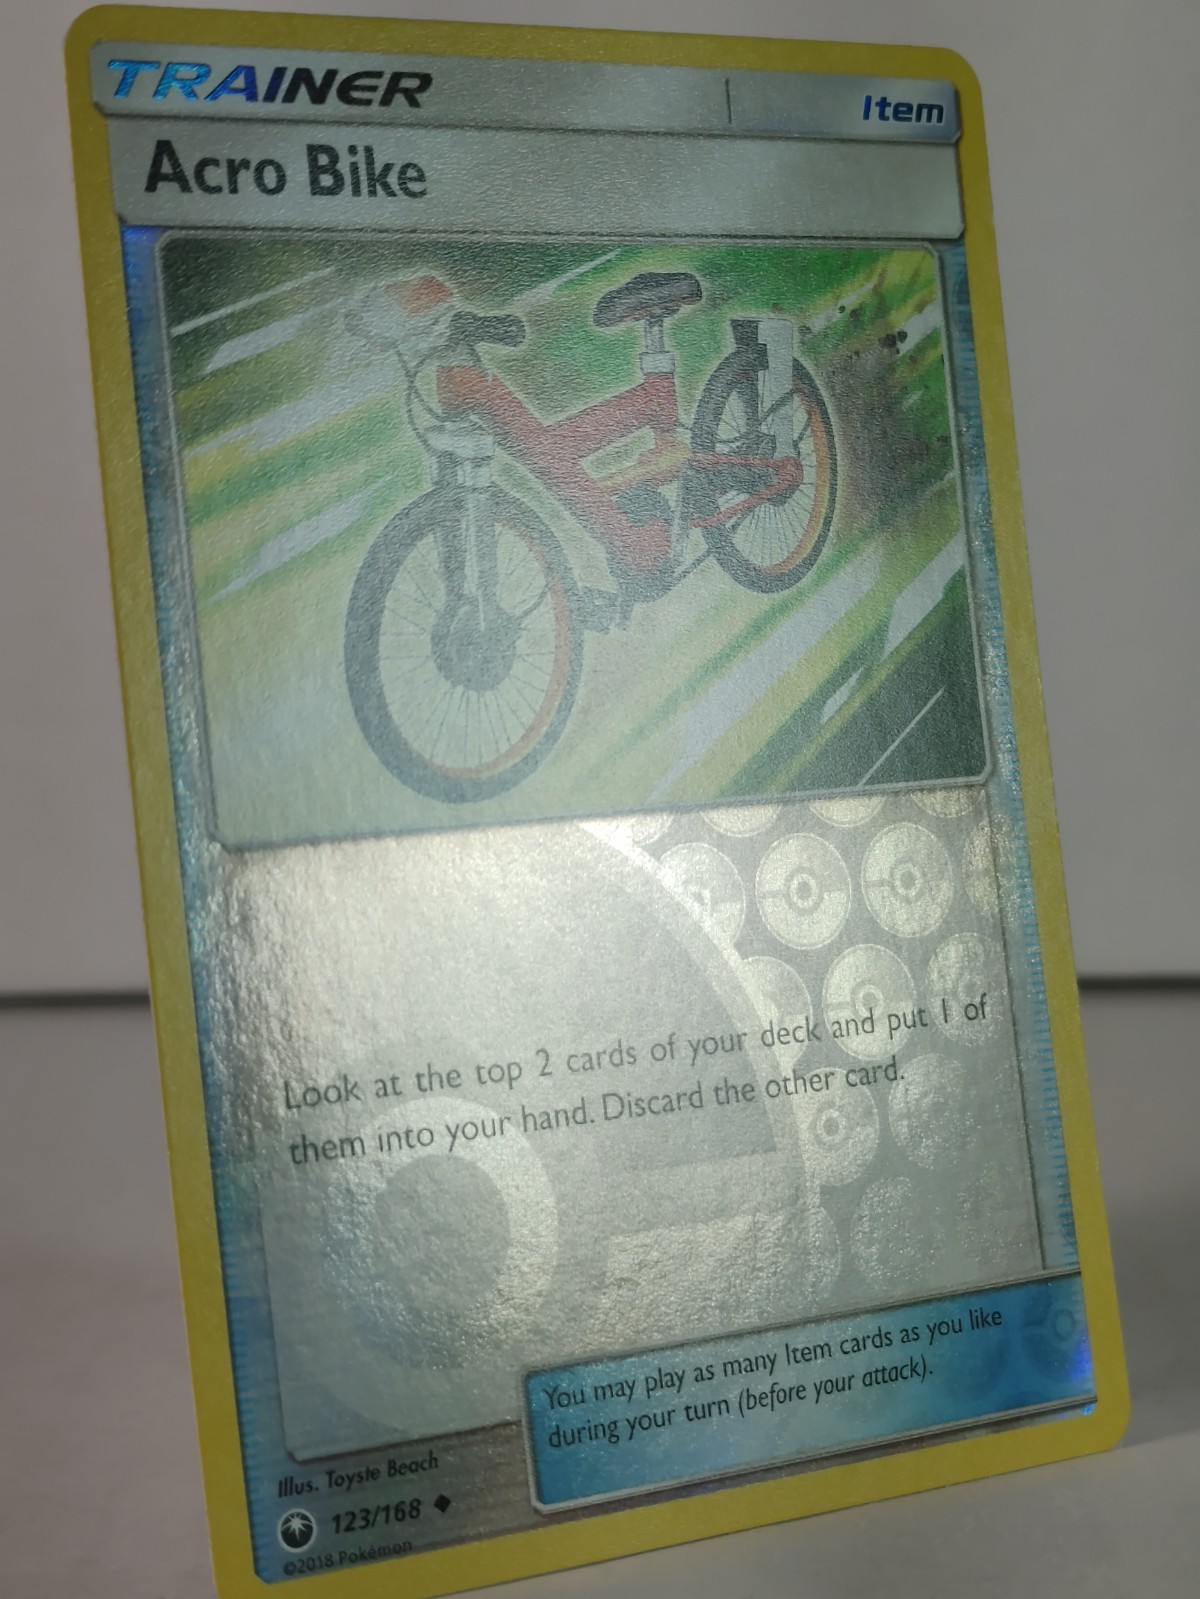 TRAINER
Item
Acro Bike
Look at the top 2 cards of your deck and put 1 of
them into your hand. Discard the other card.
You may play as many Item cards as you like
during your turn (before your attack).
Illus. Toyste Beach
123/168
©2018 Pokémon